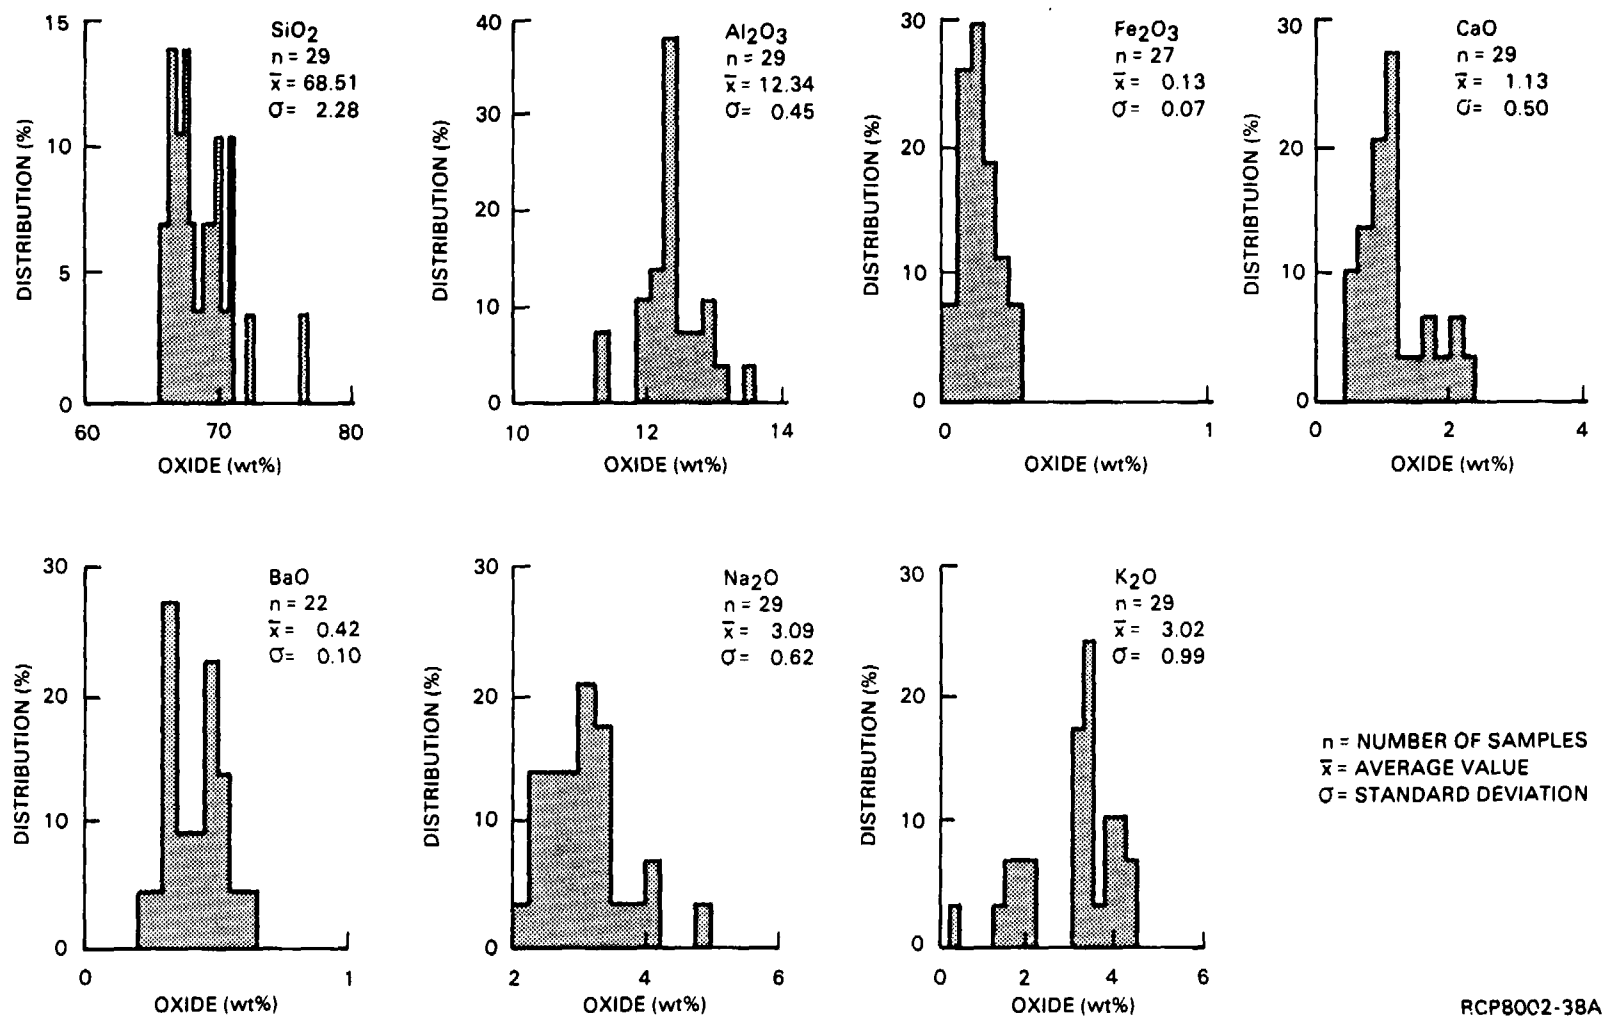 SiO2
n = 29
x̄ = 68.51
σ = 2.28
15
10
5
0
60 70 80
DISTRIBUTION (%)
OXIDE (wt%)
Al2O3
n = 29
x̄ = 12.34
σ = 0.45
40
30
20
10
0
10 12 14
DISTRIBUTION (%)
OXIDE (wt%)
Fe2O3
n = 27
x̄ = 0.13
σ = 0.07
30
20
10
0
0 1
DISTRIBUTION (%)
OXIDE (wt%)
CaO
n = 29
x̄ = 1.13
σ = 0.50
30
20
10
0
0 2 4
DISTRIBTUION (%)
OXIDE (wt%)
BaO
n = 22
x̄ = 0.42
σ = 0.10
30
20
10
0
0 1
DISTRIBUTION (%)
OXIDE (wt%)
Na2O
n = 29
x̄ = 3.09
σ = 0.62
30
20
10
0
2 4 6
DISTRIBUTION (%)
OXIDE (wt%)
K2O
n = 29
x̄ = 3.02
σ = 0.99
30
20
10
0
0 2 4 6
DISTRIBUTION (%)
OXIDE (wt%)
n = NUMBER OF SAMPLES
x̄ = AVERAGE VALUE
σ = STANDARD DEVIATION
RCP8002-38A